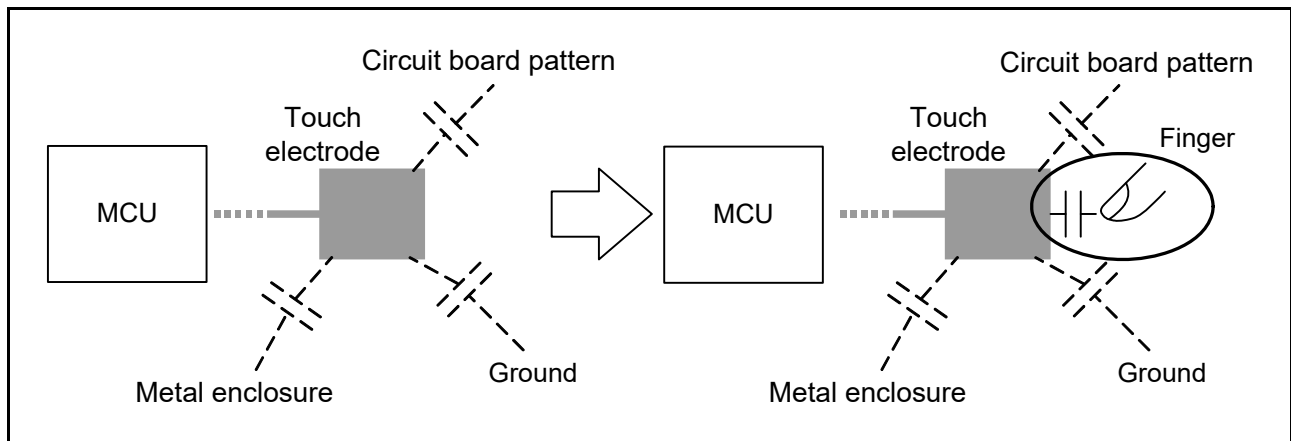 Circuit board pattern
Touch
electrode
MCU
Metal enclosure
Ground
Circuit board pattern
Touch
electrode
Finger
MCU
Metal enclosure
Ground